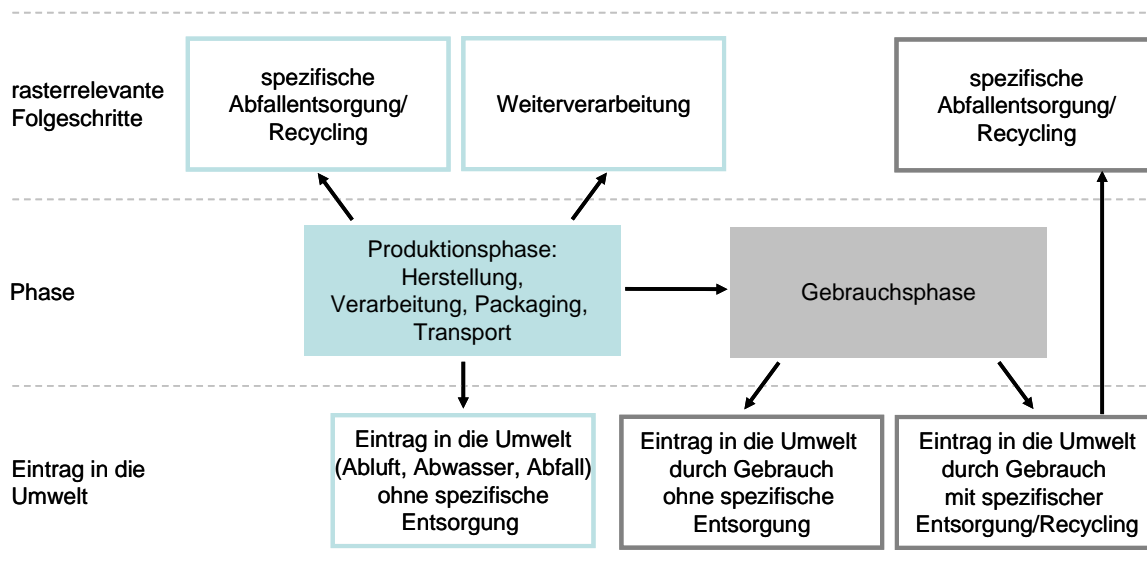 rasterrelevante
Folgeschritte
spezifische
Abfallentsorgung/
Recycling
Weiterverarbeitung
spezifische
Abfallentsorgung/
Recycling
Phase
Produktionsphase:
Herstellung,
Verarbeitung, Packaging,
Transport
Gebrauchsphase
Eintrag in die
Umwelt
Eintrag in die Umwelt
(Abluft, Abwasser, Abfall)
ohne spezifische
Entsorgung
Eintrag in die Umwelt
durch Gebrauch
ohne spezifische
Entsorgung
Eintrag in die Umwelt
durch Gebrauch
mit spezifischer
Entsorgung/Recycling